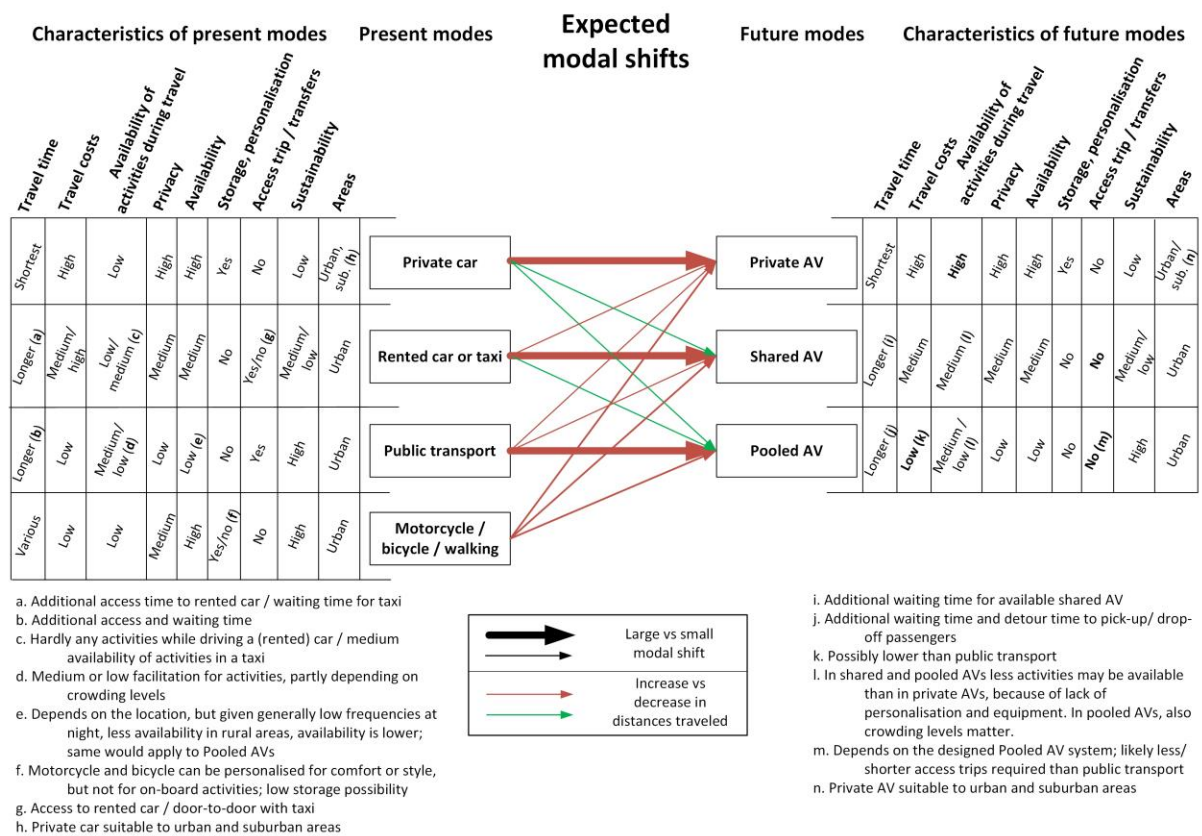 Expected
modal shifts
Characteristics of present modes
Present modes
Future modes
Characteristics of future modes
Travel time
Travel costs
Availability of
activities during travel
Privacy
Availability
Storage, personalisation
Access trip / transfers
Sustainability
Areas
Shortest
High
Low
High
High
Yes
No
Low
Urban,
sub. (h)
Private car
Longer (a)
Medium/
high
Low/
medium (c)
Medium
Medium
No
Yes/no (g)
Medium/
low
Urban
Rented car or taxi
Longer (b)
Low
Medium/
low (d)
Low
Low (e)
No
Yes
High
Urban
Public transport
Various
Low
Low
Medium
High
Yes/no (f)
No
High
Urban
Motorcycle /
bicycle / walking
Travel time
Travel costs
Availability of
activities during travel
Privacy
Availability
Storage, personalisation
Access trip / transfers
Sustainability
Areas
Private AV
Shortest
High
High
High
High
Yes
No
Low
Urban/
sub. (n)
Shared AV
Longer (i)
Medium
Medium (l)
Medium
Medium
No
No
Medium/
low
Urban
Pooled AV
Longer (j)
Low (k)
Medium /
low (l)
Low
Low
No
No (m)
High
Urban
a. Additional access time to rented car / waiting time for taxi
b. Additional access and waiting time
c. Hardly any activities while driving a (rented) car / medium
availability of activities in a taxi
d. Medium or low facilitation for activities, partly depending on
crowding levels
e. Depends on the location, but given generally low frequencies at
night, less availability in rural areas, availability is lower;
same would apply to Pooled AVs
f. Motorcycle and bicycle can be personalised for comfort or style,
but not for on-board activities; low storage possibility
g. Access to rented car / door-to-door with taxi
h. Private car suitable to urban and suburban areas
Large vs small
modal shift
Increase vs
decrease in
distances traveled
i. Additional waiting time for available shared AV
j. Additional waiting time and detour time to pick-up/ drop-
off passengers
k. Possibly lower than public transport
l. In shared and pooled AVs less activities may be available
than in private AVs, because of lack of
personalisation and equipment. In pooled AVs, also
crowding levels matter.
m. Depends on the designed Pooled AV system; likely less/
shorter access trips required than public transport
n. Private AV suitable to urban and suburban areas